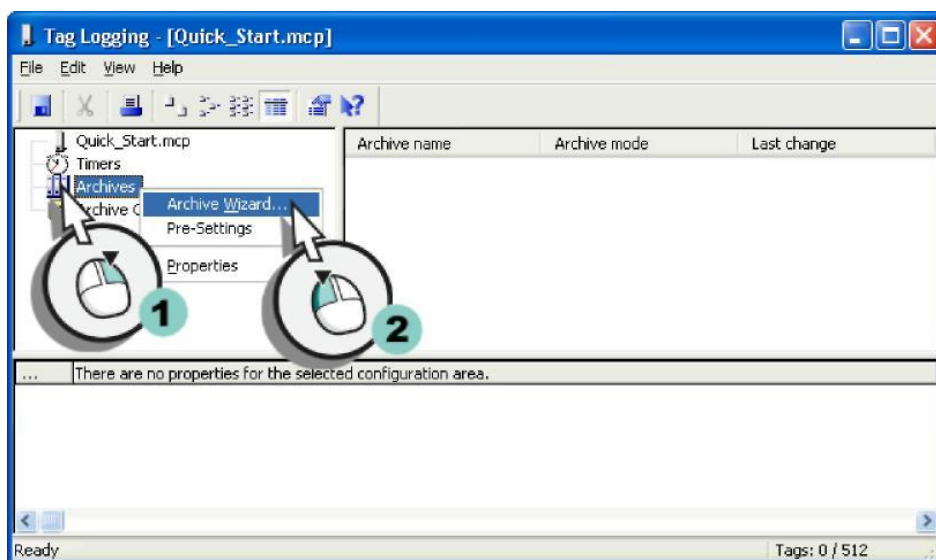 Tag Logging - [Quick_Start.mcp]
File Edit View Help
Quick_Start.mcp
Timers
Archives
Archive C
Archive Wizard...
Pre-Settings
Properties
1
2
Archive name Archive mode Last change
... There are no properties for the selected configuration area.
Ready Tags: 0 / 512